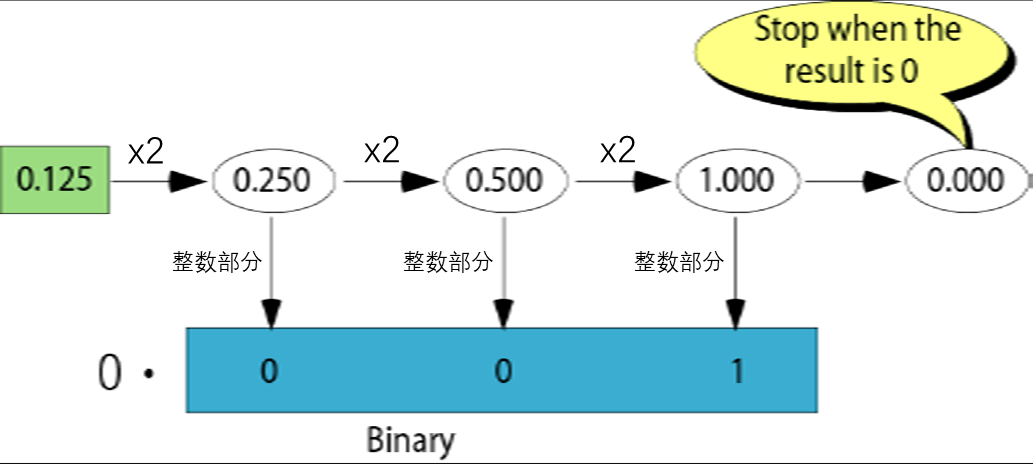 Stop when the
result is 0
0.125 x2 0.250 x2 0.500 x2 1.000 0.000
整数部分 整数部分 整数部分
0 · 0 0 1
Binary